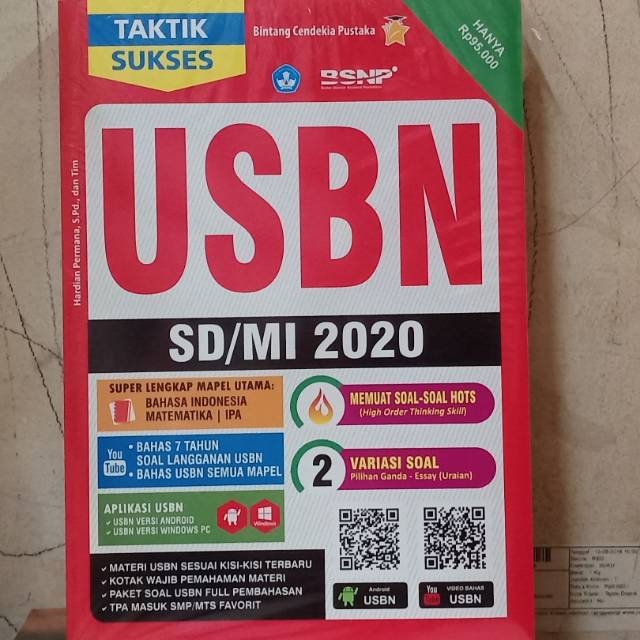 TAKTIK
SUKSES
Bintang Cendekia Pustaka
HANYA
Rp95.000
BSNP
Hardian Permana, S.Pd., dan Tim
USBN
SD/MI 2020
SUPER LENGKAP MAPEL UTAMA:
BAHASA INDONESIA
MATEMATIKA | IPA
MEMUAT SOAL-SOAL HOTS
(High Order Thinking Skill)
You
Tube
• BAHAS 7 TAHUN
SOAL LANGGANAN USBN
• BAHAS USBN SEMUA MAPEL
2
VARIASI SOAL
Pilihan Ganda - Essay (Uraian)
APLIKASI USBN
✓ USBN VERSI ANDROID
✓ USBN VERSI WINDOWS PC
Windows
✓ MATERI USBN SESUAI KISI-KISI TERBARU
✓ KOTAK WAJIB PEMAHAMAN MATERI
✓ PAKET SOAL USBN FULL PEMBAHASAN
✓ TPA MASUK SMP/MTS FAVORIT
Android
USBN
You
Tube
VIDEO BAHAS
USBN